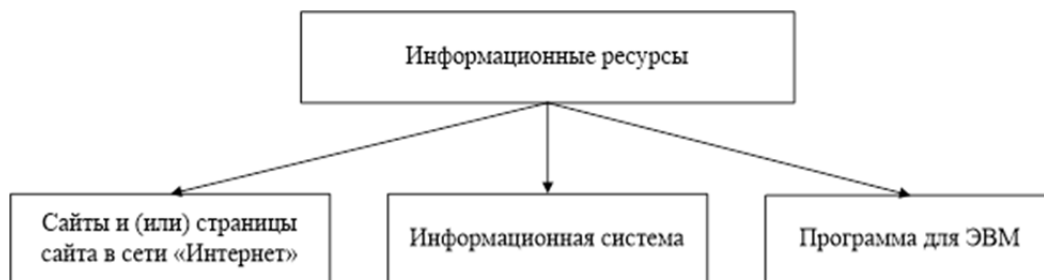 Информационные ресурсы
Сайты и (или) страницы
сайта в сети «Интернет»
Информационная система
Программа для ЭВМ